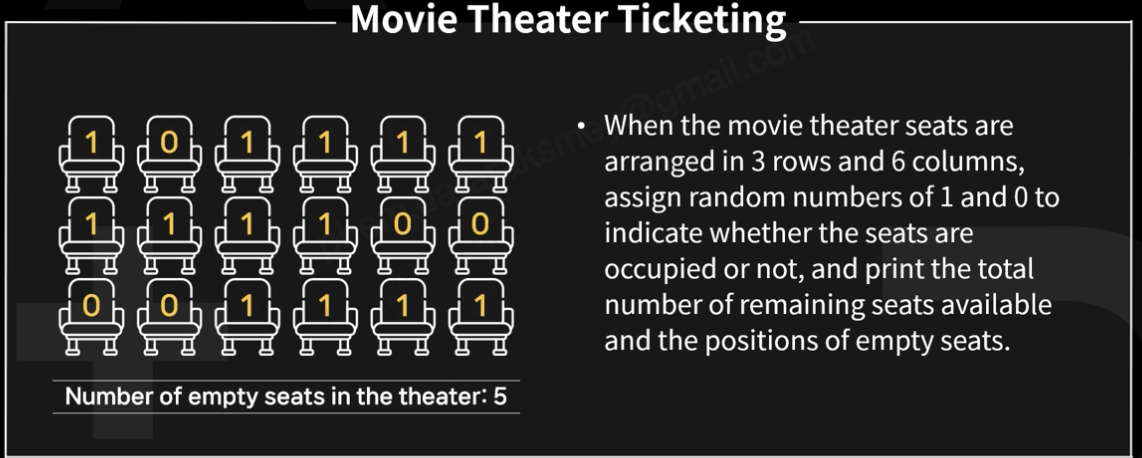 Movie Theater Ticketing
1 0 1 1 1 1
1 1 1 1 0 0
0 0 1 1 1 1
Number of empty seats in the theater: 5
• When the movie theater seats are
arranged in 3 rows and 6 columns,
assign random numbers of 1 and 0 to
indicate whether the seats are
occupied or not, and print the total
number of remaining seats available
and the positions of empty seats.
@gmail.com